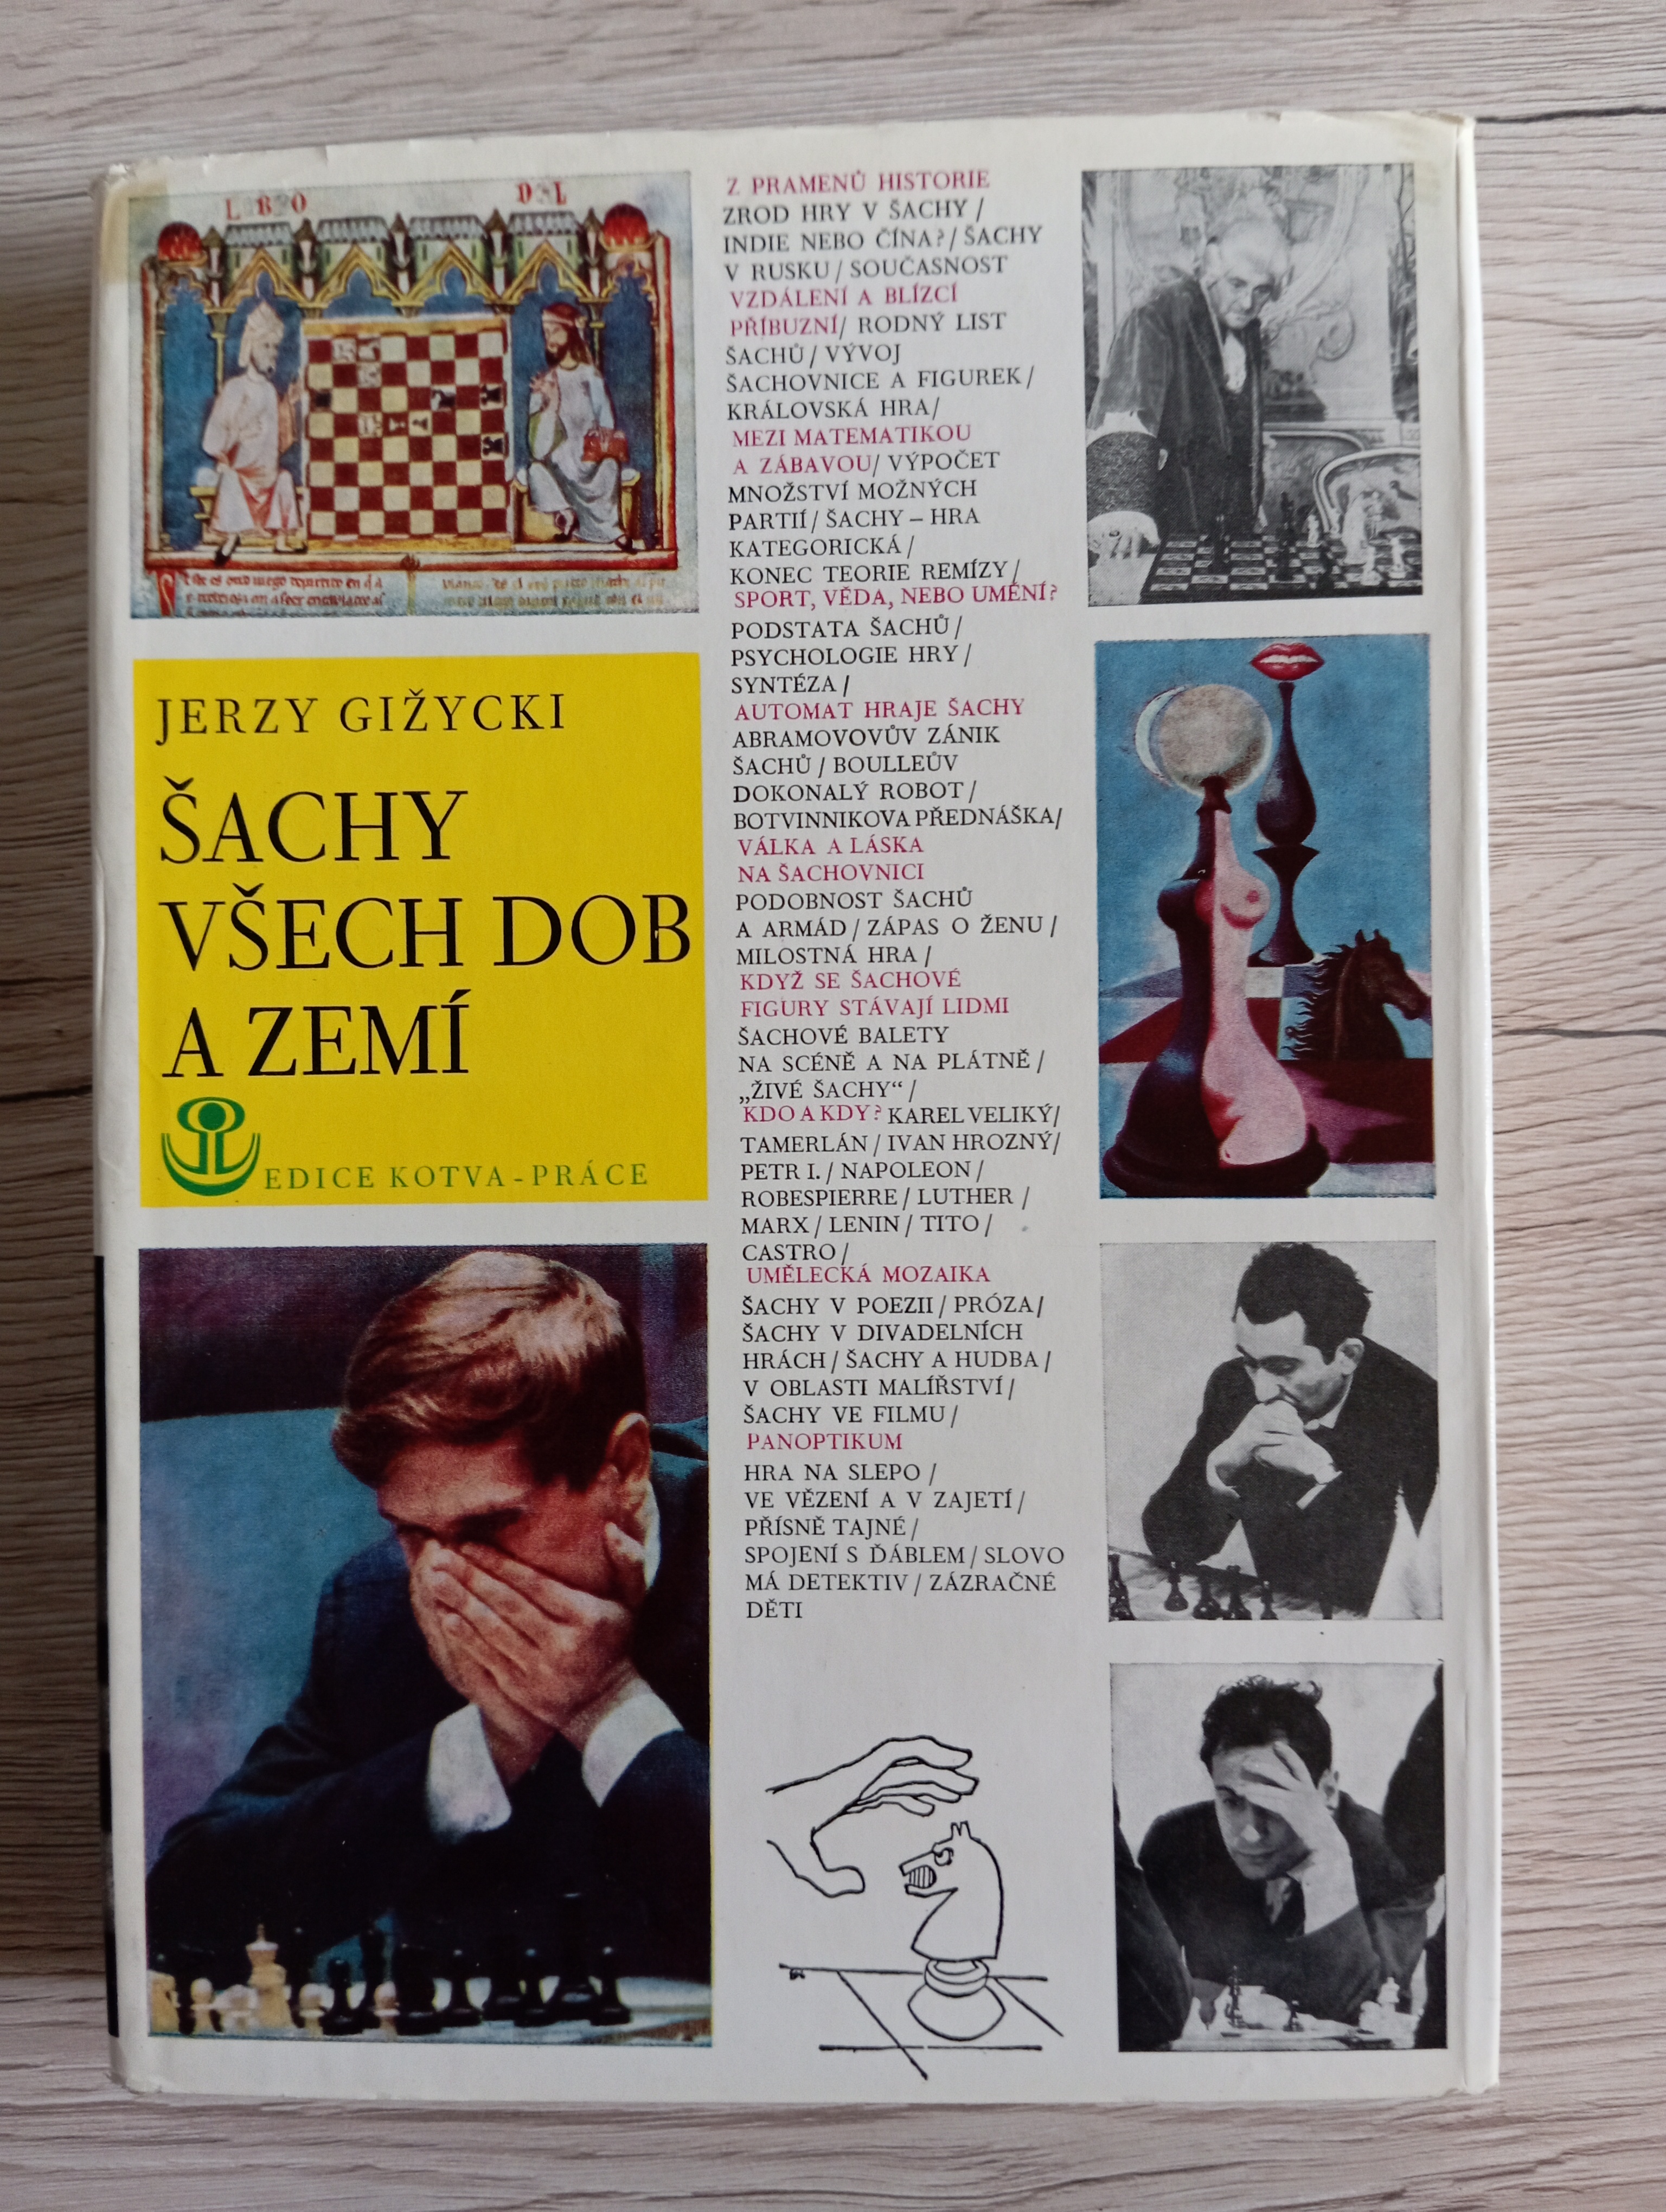 L B O
D L
JERZY GIŽYCKI
ŠACHY
VŠECH DOB
A ZEMÍ
EDICE KOTVA-PRÁCE
Z PRAMENŮ HISTORIE
ZROD HRY V ŠACHY /
INDIE NEBO ČÍNA? / ŠACHY
V RUSKU / SOUČASNOST
VZDÁLENÍ A BLÍZCÍ
PŘÍBUZNÍ / RODNÝ LIST
ŠACHŮ / VÝVOJ
ŠACHOVNICE A FIGUREK /
KRÁLOVSKÁ HRA /
MEZI MATEMATIKOU
A ZÁBAVOU / VÝPOČET
MNOŽSTVÍ MOŽNÝCH
PARTIÍ / ŠACHY – HRA
KATEGORICKÁ /
KONEC TEORIE REMÍZY /
SPORT, VĚDA, NEBO UMĚNÍ?
PODSTATA ŠACHŮ /
PSYCHOLOGIE HRY /
SYNTÉZA /
AUTOMAT HRAJE ŠACHY
ABRAMOVOVŮV ZÁNIK
ŠACHŮ / BOULLEŮV
DOKONALÝ ROBOT /
BOTVINNIKOVA PŘEDNÁŠKA /
VÁLKA A LÁSKA
NA ŠACHOVNICI
PODOBNOST ŠACHŮ
A ARMÁD / ZÁPAS O ŽENU /
MILOSTNÁ HRA /
KDYŽ SE ŠACHOVÉ
FIGURY STÁVAJÍ LIDMI
ŠACHOVÉ BALETY
NA SCÉNĚ A NA PLÁTNĚ /
„ŽIVÉ ŠACHY“ /
KDO A KDY? KAREL VELIKÝ /
TAMERLÁN / IVAN HROZNÝ /
PETR I. / NAPOLEON /
ROBESPIERRE / LUTHER /
MARX / LENIN / TITO /
CASTRO /
UMĚLECKÁ MOZAIKA
ŠACHY V POEZII / PRÓZA /
ŠACHY V DIVADELNÍCH
HRÁCH / ŠACHY A HUDBA /
V OBLASTI MALÍŘSTVÍ /
ŠACHY VE FILMU /
PANOPTIKUM
HRA NA SLEPO /
VE VĚZENÍ A V ZAJETÍ /
PŘÍSNĚ TAJNÉ /
SPOJENÍ S ĎÁBLEM / SLOVO
MÁ DETEKTIV / ZÁZRAČNÉ
DĚTI